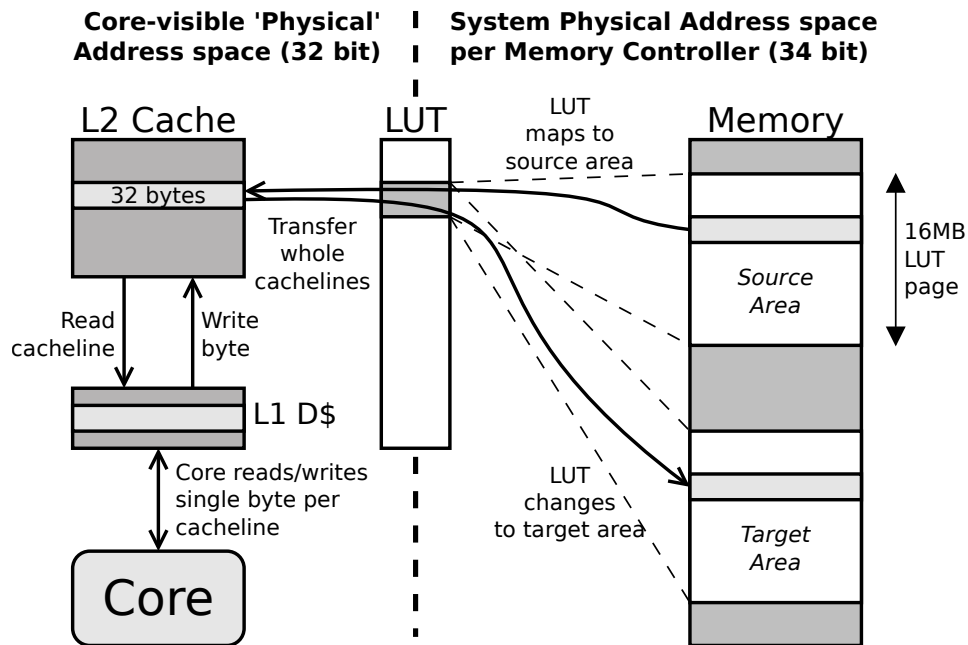 Core-visible 'Physical'
Address space (32 bit)
System Physical Address space
per Memory Controller (34 bit)
L2 Cache
LUT
LUT
maps to
source area
Memory
32 bytes
Transfer
whole
cachelines
16MB
LUT
page
Source
Area
Read
cacheline
Write
byte
L1 D$
Core reads/writes
single byte per
cacheline
LUT
changes
to target area
Target
Area
Core